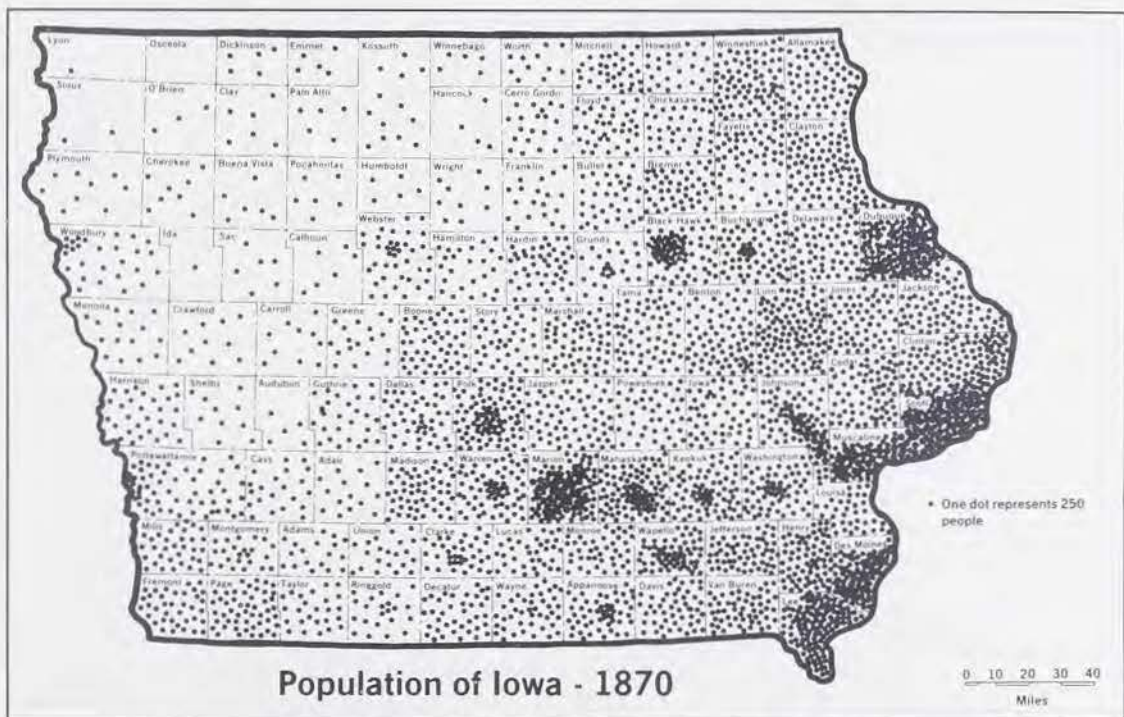 Lyon Osceola Dickinson Emmet Kossuth Winnebago Worth Mitchell Howard Winneshiek Allamakee
Sioux O'Brien Clay Palo Alto Hancock Cerro Gordo Floyd Chickasaw Fayette Clayton
Plymouth Cherokee Buena Vista Pocahontas Humboldt Wright Franklin Butler Bremer
Webster Black Hawk Buchanan Delaware Dubuque
Woodbury Ida Sac Calhoun Hamilton Hardin Grundy
Tama Benton Linn Jones Jackson
Monona Crawford Carroll Greene Boone Story Marshall
Clinton
Cedar
Harrison Shelby Audubon Guthrie Dallas Polk Jasper Poweshiek Iowa Johnson
Muscatine
Pottawattamie Cass Adair Madison Warren Marion Mahaska Keokuk Washington
Louisa
• One dot represents 250
people
Mills Montgomery Adams Union Clarke Lucas Monroe Wapello Jefferson Henry
Des Moines
Fremont Page Taylor Ringgold Decatur Wayne Appanoose Davis Van Buren
Population of Iowa - 1870
0 10 20 30 40
Miles